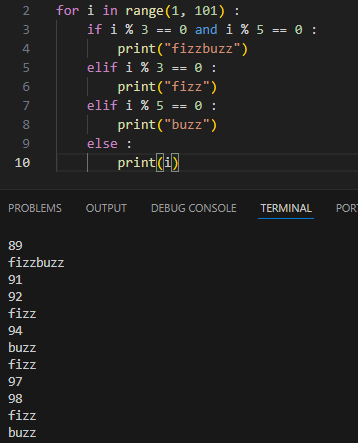 2 for i in range(1, 101) :
3 if i % 3 == 0 and i % 5 == 0 :
4 print("fizzbuzz")
5 elif i % 3 == 0 :
6 print("fizz")
7 elif i % 5 == 0 :
8 print("buzz")
9 else :
10 print(i)
PROBLEMS OUTPUT DEBUG CONSOLE TERMINAL POR
89
fizzbuzz
91
92
fizz
94
buzz
fizz
97
98
fizz
buzz